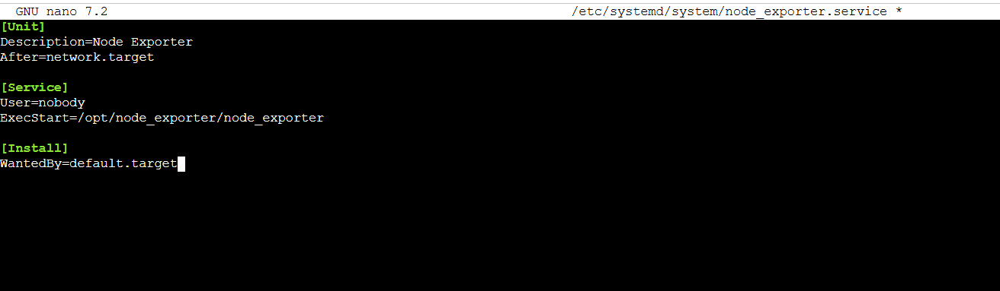 GNU nano 7.2 /etc/systemd/system/node_exporter.service *
[Unit]
Description=Node Exporter
After=network.target
[Service]
User=nobody
ExecStart=/opt/node_exporter/node_exporter
[Install]
WantedBy=default.target